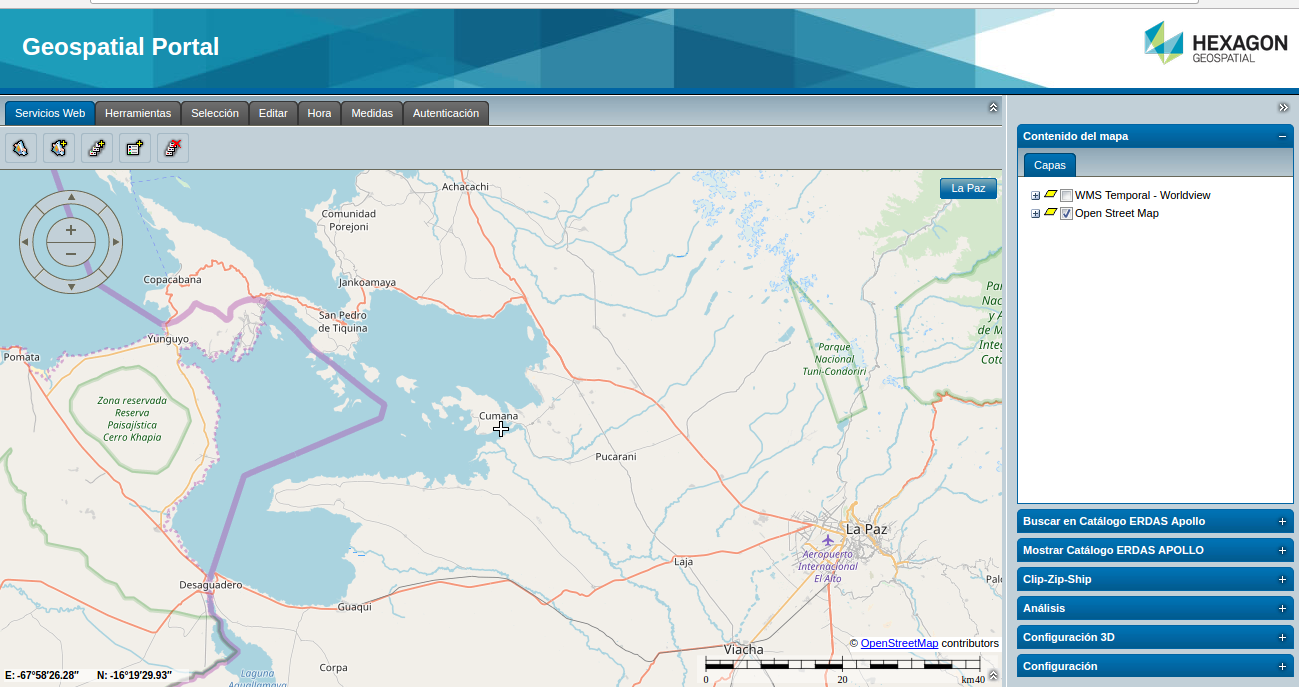 Geospatial Portal
HEXAGON
GEOSPATIAL
Servicios Web
Herramientas
Selección
Editar
Hora
Medidas
Autenticación
Contenido del mapa
Capas
WMS Temporal - Worldview
Open Street Map
La Paz
Achacachi
Comunidad
Porejoni
Copacabana
Jankoamaya
San Pedro
de Tiquina
Yunguyo
Pomata
Parque
Nacional
Tuni-Condoriri
Zona reservada
Reserva
Paisajística
Cerro Khapia
Cumana
Pucarani
La Paz
Aeropuerto
Internacional
El Alto
Laja
Desaguadero
Guaqui
Viacha
Corpa
Laguna
© OpenStreetMap contributors
0
20
km40
E: -67°58'26.28" N: -16°19'29.93"
Buscar en Catálogo ERDAS Apollo
Mostrar Catálogo ERDAS APOLLO
Clip-Zip-Ship
Análisis
Configuración 3D
Configuración